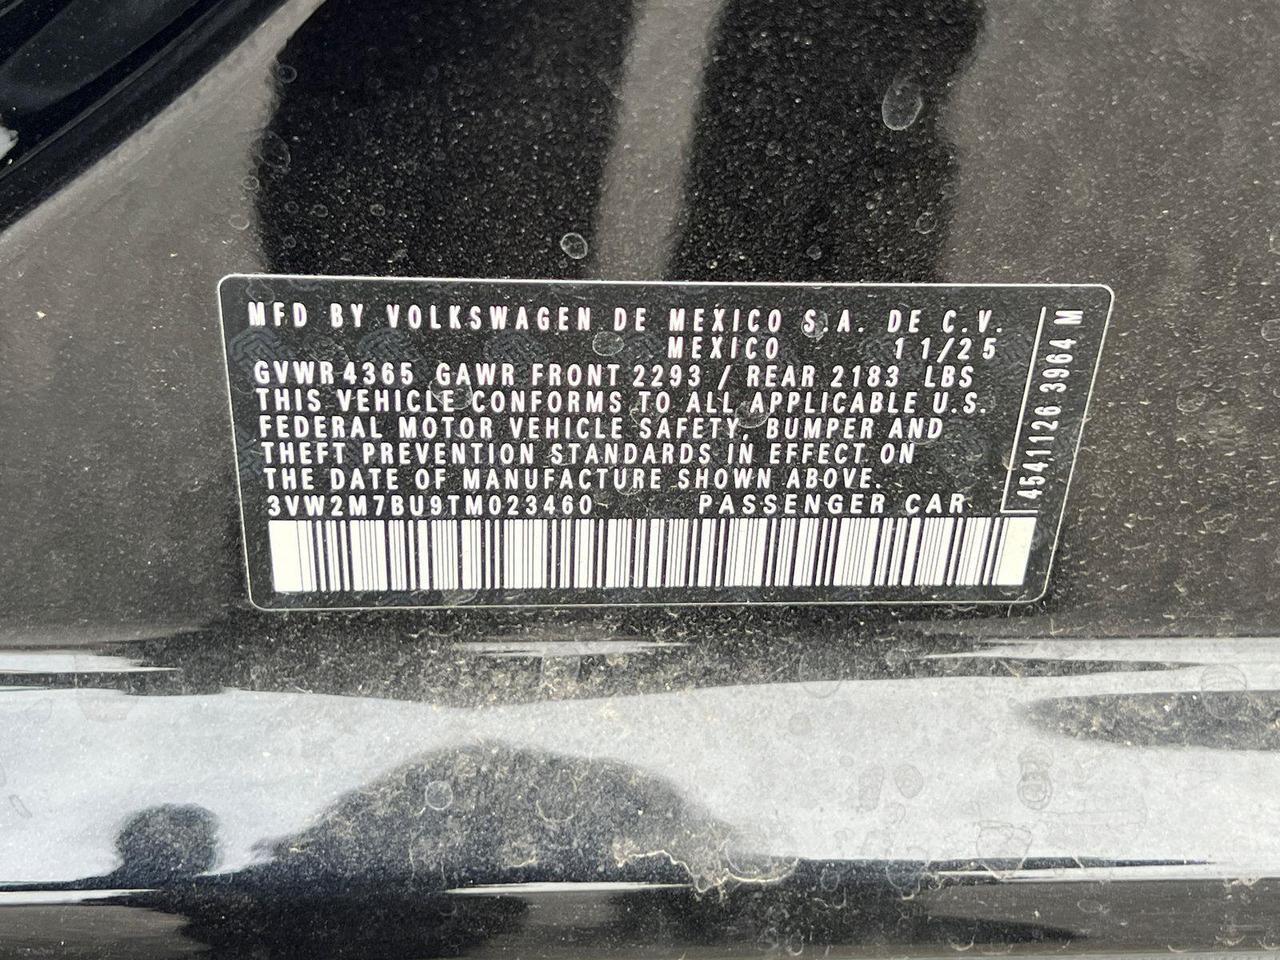 MFD BY VOLKSWAGEN DE MEXICO S.A. DE C.V.
MEXICO 11/25
GVWR 4365 GAWR FRONT 2293 / REAR 2183 LBS
THIS VEHICLE CONFORMS TO ALL APPLICABLE U.S.
FEDERAL MOTOR VEHICLE SAFETY, BUMPER AND
THEFT PREVENTION STANDARDS IN EFFECT ON
THE DATE OF MANUFACTURE SHOWN ABOVE.
3VW2M7BU9TM023460 PASSENGER CAR
4541126 3964 M